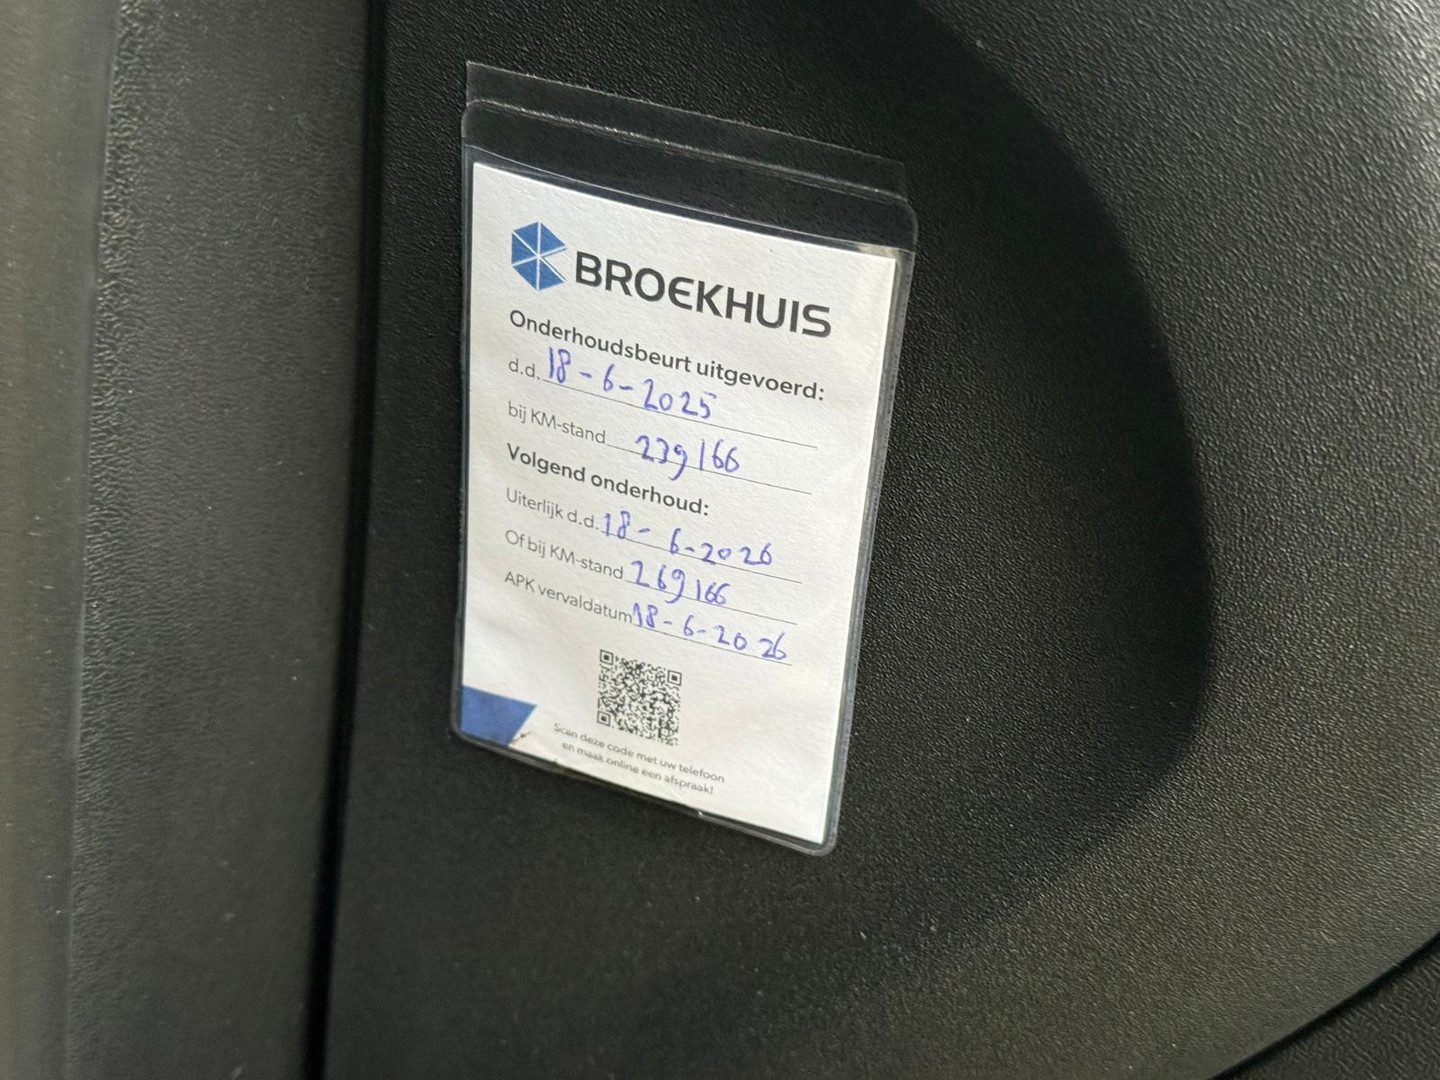 BROEKHUIS
Onderhoudsbeurt uitgevoerd:
d.d. 18-6-2025
bij KM-stand 239166
Volgend onderhoud:
Uiterlijk d.d. 18-6-2026
Of bij KM-stand 269166
APK vervaldatum 18-6-2026
Scan deze code met uw telefoon
en maak online een afspraak!